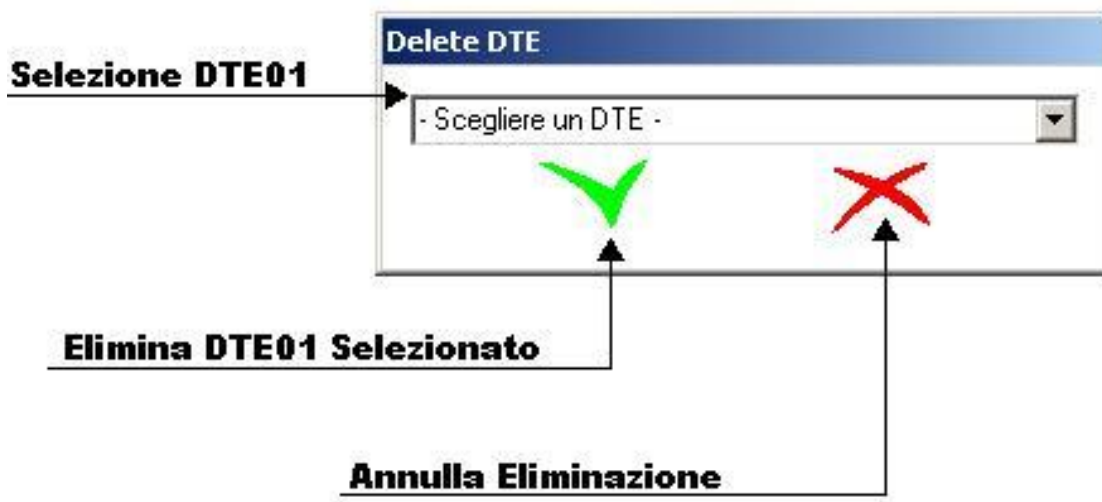 Delete DTE
Selezione DTE01
- Scegliere un DTE -
Elimina DTE01 Selezionato
Annulla Eliminazione